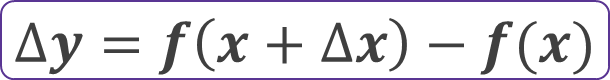 Δy = f(x + Δx) − f(x)